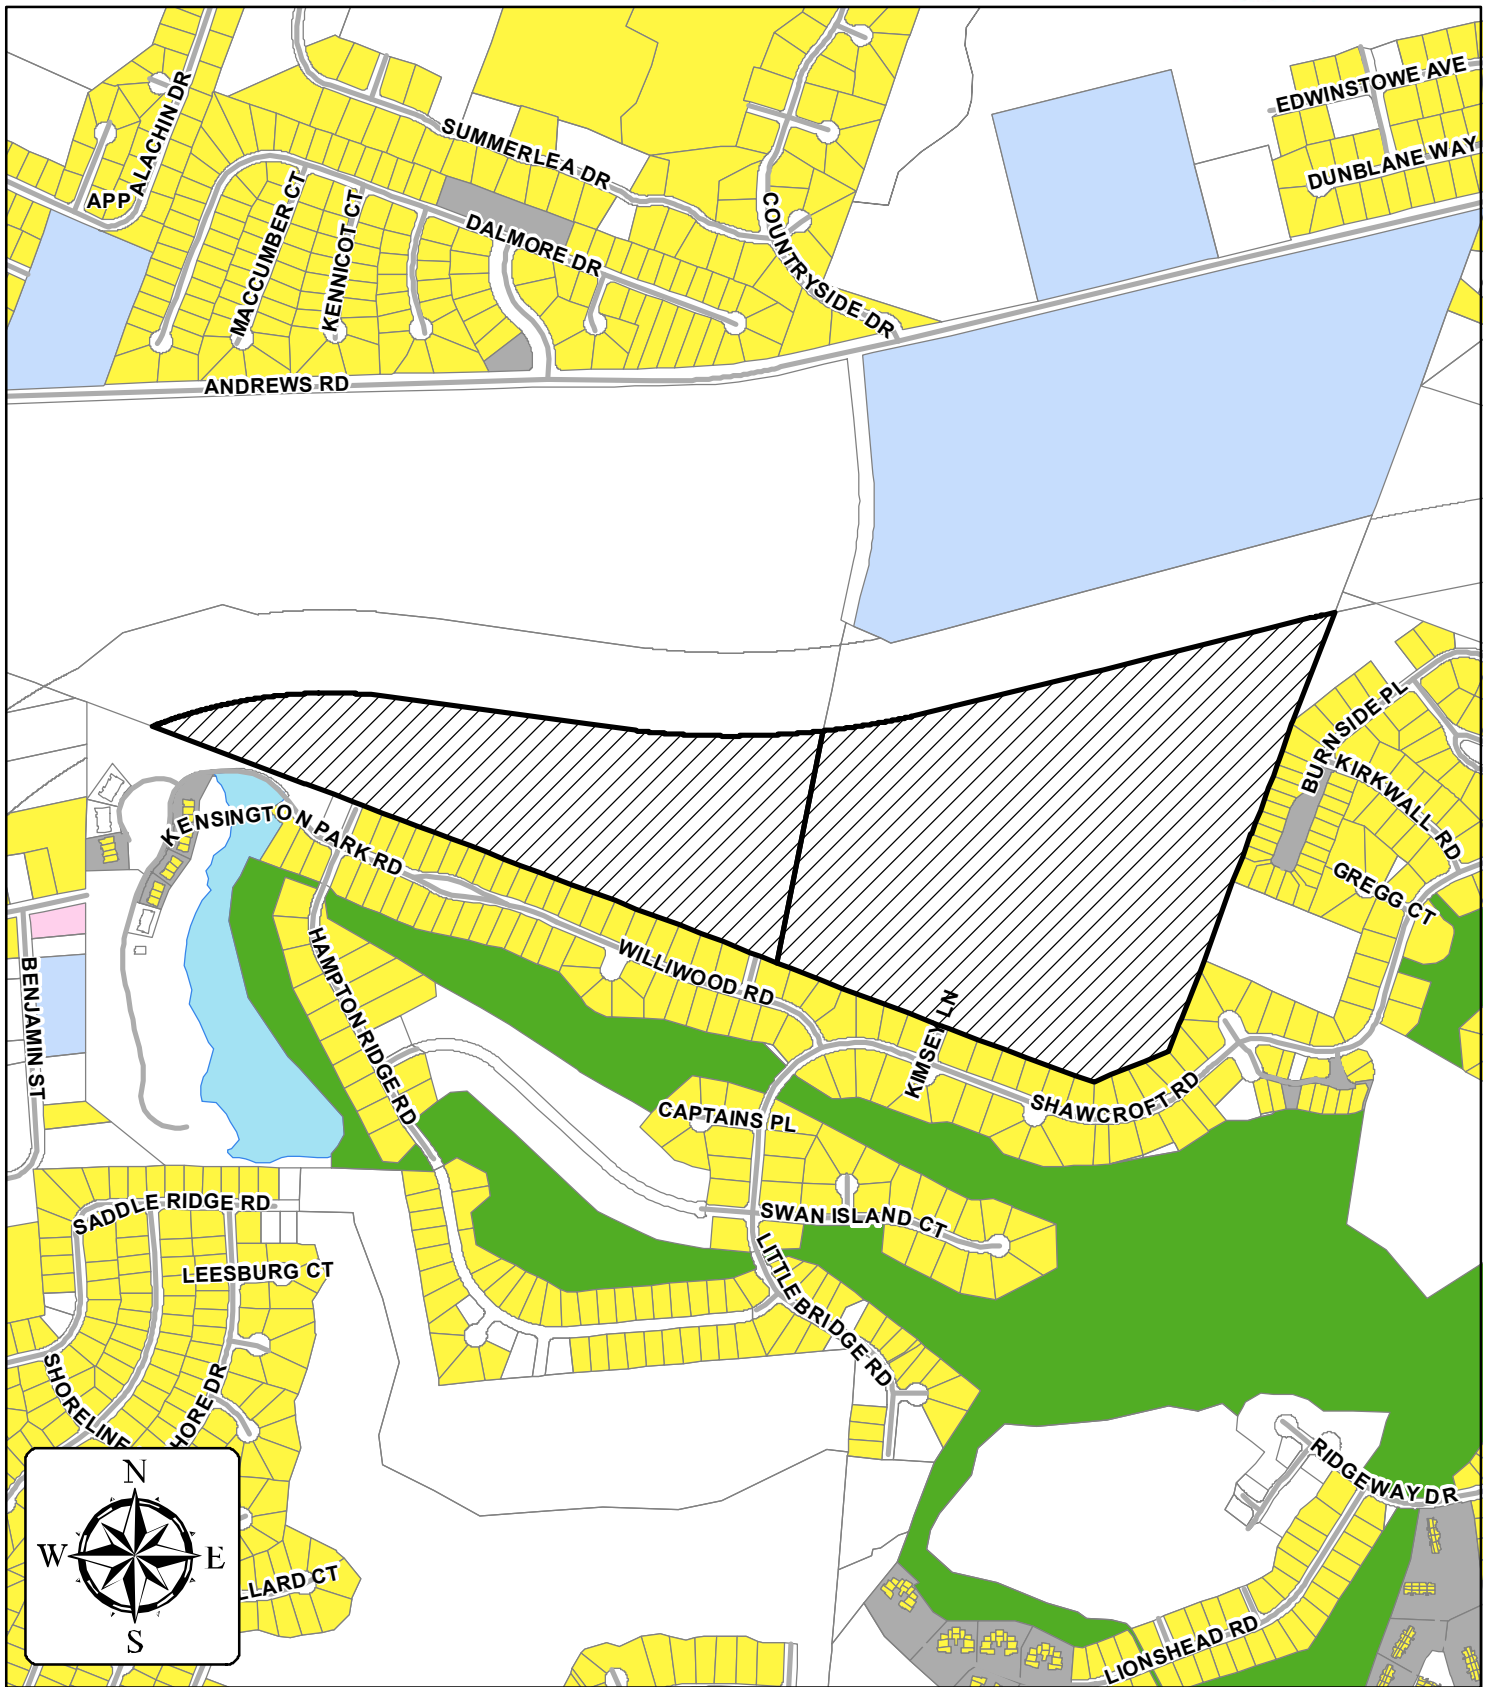 EDWINSTOWE AVE
ALACHIN DR
SUMMERLEA DR
DUNBLANE WAY
APP
MACCUMBER CT
KENNICOT CT
COUNTRYSIDE DR
DALMORE DR
ANDREWS RD
BURNSIDE PL
KIRKWALL RD
KENSINGTON PARK RD
GREGG CT
HAMPTON RIDGE RD
WILLIWOOD RD
BENJAMIN ST
KIMSEY LN
SHAWCROFT RD
CAPTAINS PL
SADDLE RIDGE RD
SWAN ISLAND CT
LEESBURG CT
LITTLE BRIDGE RD
SHORELINE
HORE DR
RIDGEWAY DR
N
W E
S
LLARD CT
LIONSHEAD RD